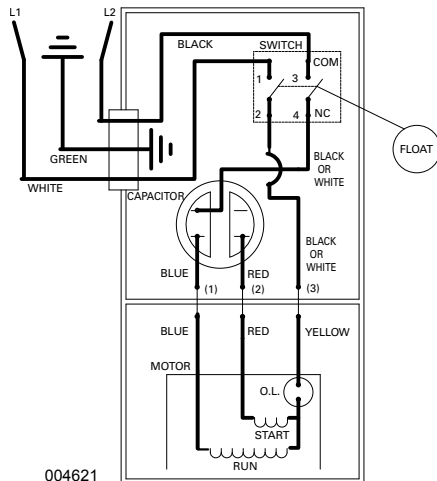 L1
L2
BLACK
SWITCH
COM
1
3
2
4
NC
GREEN
FLOAT
BLACK
OR
WHITE
WHITE
CAPACITOR
BLACK
OR
WHITE
BLUE
RED
(1)
(2)
(3)
BLUE
RED
YELLOW
MOTOR
O.L.
START
RUN
004621